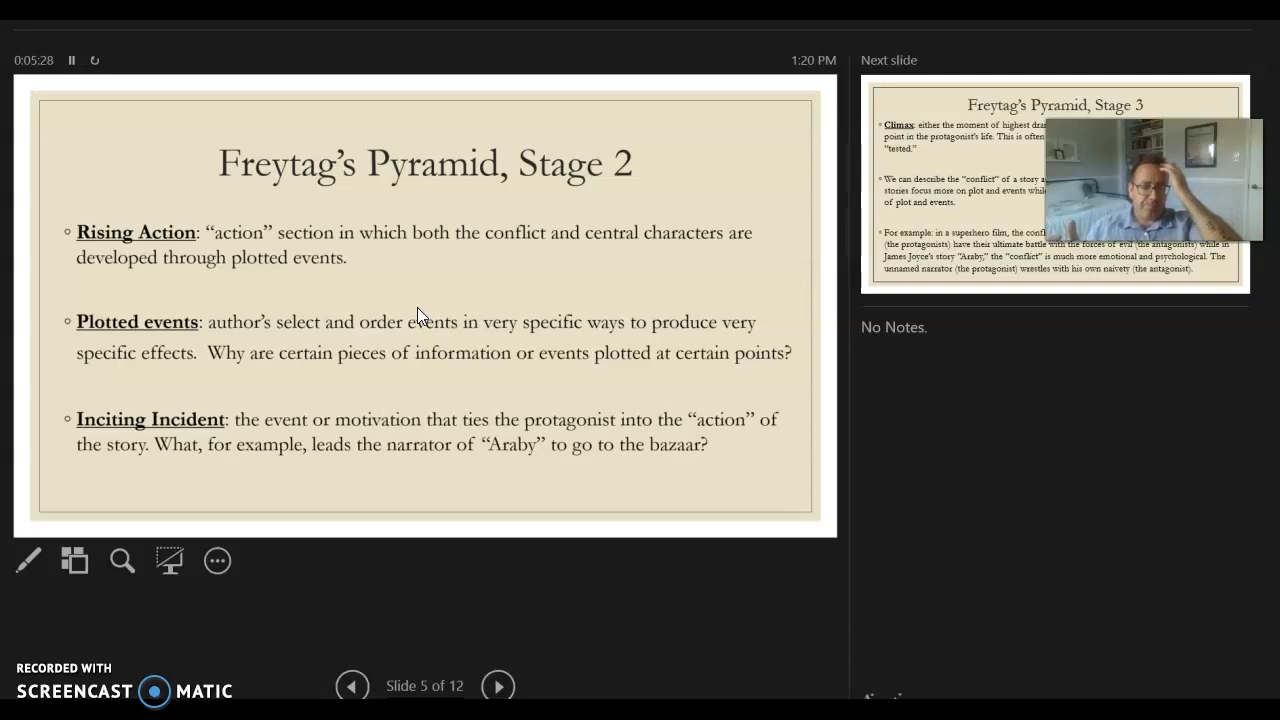 0:05:28
1:20 PM
Next slide
Freytag's Pyramid, Stage 2
Rising Action: “action” section in which both the conflict and central characters are
developed through plotted events.
Plotted events: author's select and order events in very specific ways to produce very
specific effects. Why are certain pieces of information or events plotted at certain points?
Inciting Incident: the event or motivation that ties the protagonist into the “action” of
the story. What, for example, leads the narrator of “Araby” to go to the bazaar?
Freytag's Pyramid, Stage 3
Climax: either the moment of highest
point in the protagonist's life. This is often
“tested.”
We can describe the “conflict” of a story
stories focus more on plot and events while
of plot and events.
For example: in a superhero film, the
(the protagonists) have their ultimate battle with the forces of evil (the antagonists) while in
James Joyce's story “Araby,” the “conflict” is much more emotional and psychological. The
unnamed narrator (the protagonist) wrestles with his own naivety (the antagonist).
No Notes.
RECORDED WITH
SCREENCAST MATIC
Slide 5 of 12